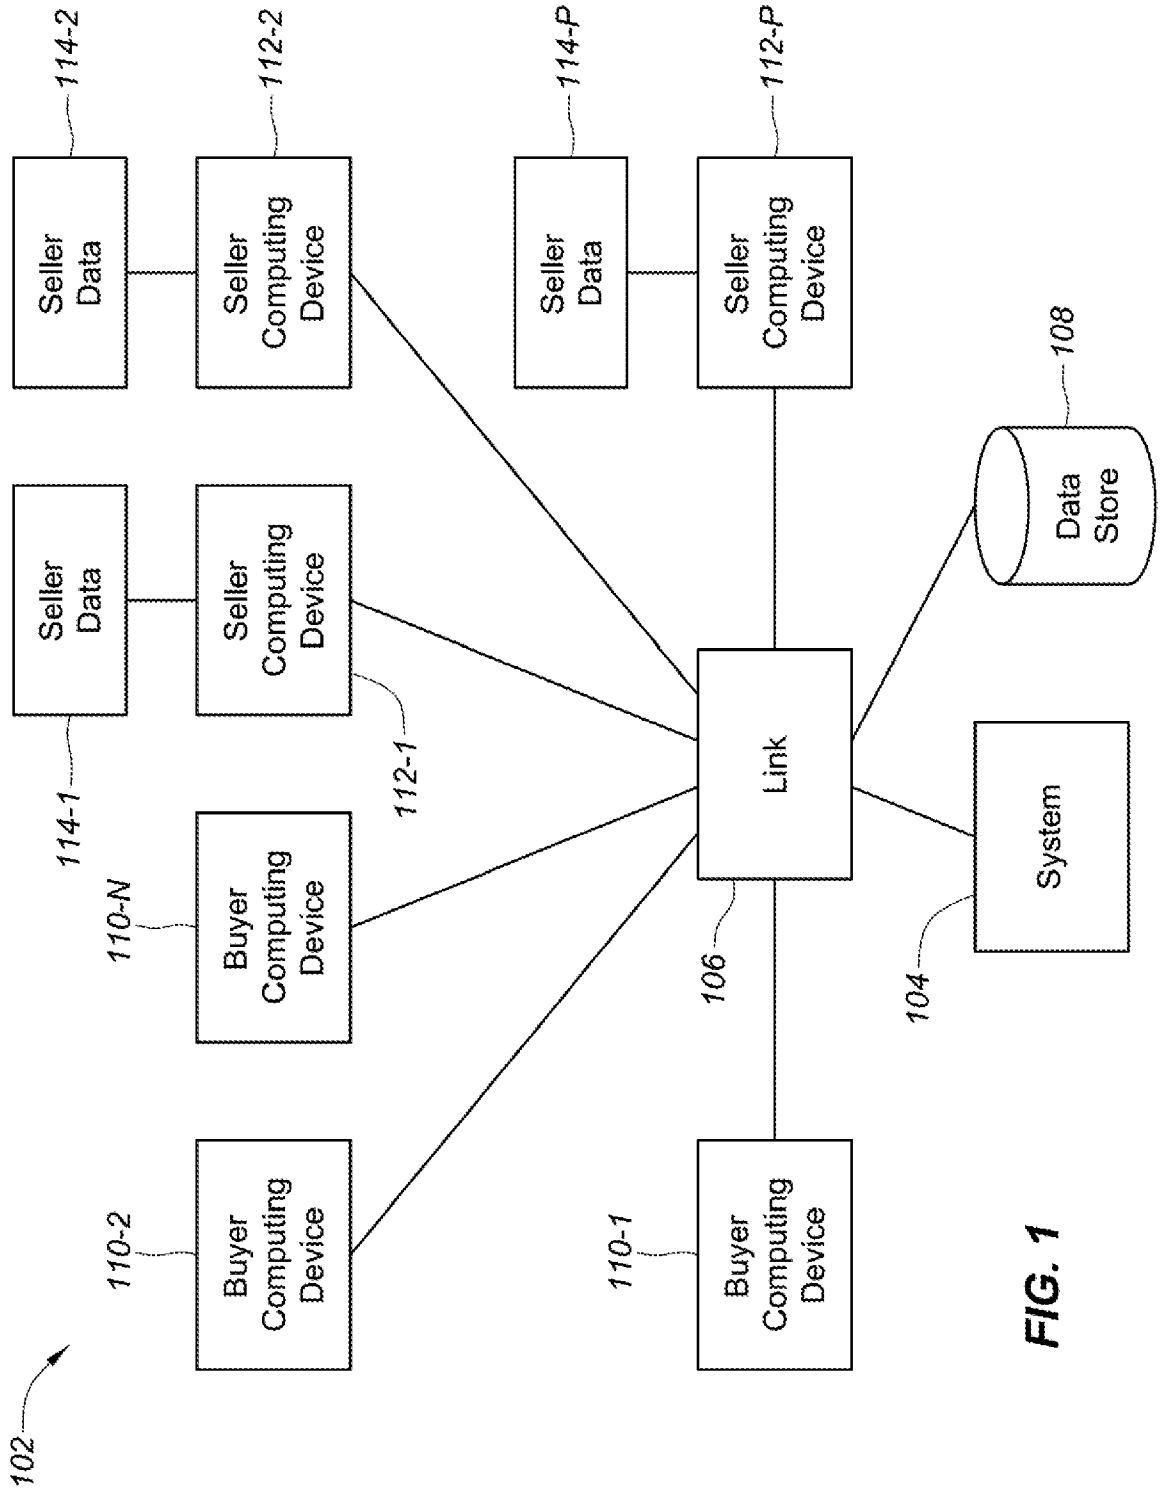 102
110-2
Buyer
Computing
Device
110-N
Buyer
Computing
Device
114-1
Seller
Data
Seller
Computing
Device
112-1
Seller
Data
114-2
Seller
Computing
Device
112-2
110-1
Buyer
Computing
Device
Link
106
Seller
Data
114-P
Seller
Computing
Device
112-P
104
System
Data
Store
108
FIG. 1